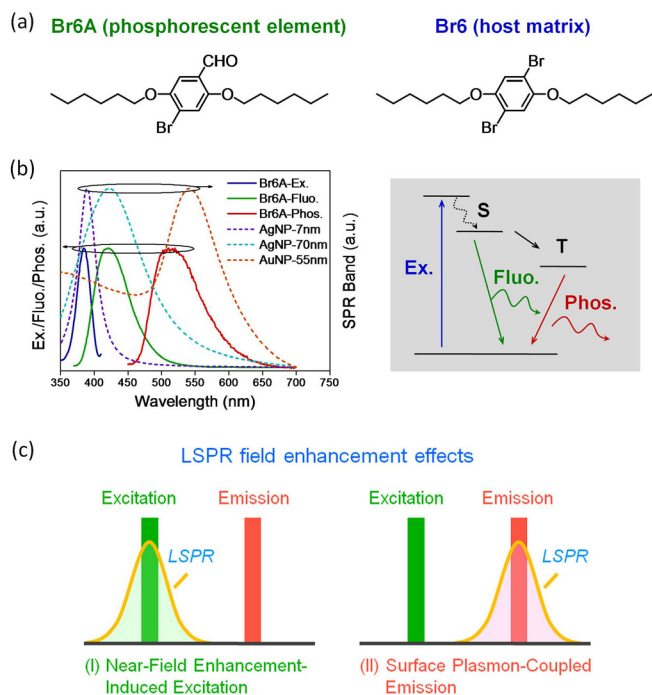 (a)
Br6A (phosphorescent element)
Br6 (host matrix)
CHO
O
O
Br
Br
O
O
Br
(b)
Ex./Fluo./Phos. (a.u.)
Br6A-Ex.
Br6A-Fluo.
Br6A-Phos.
AgNP-7nm
AgNP-70nm
AuNP-55nm
SPR Band (a.u.)
350 400 450 500 550 600 650 700 750
Wavelength (nm)
S
T
Ex.
Fluo.
Phos.
(c)
LSPR field enhancement effects
Excitation
Emission
LSPR
(I) Near-Field Enhancement-
Induced Excitation
Excitation
Emission
LSPR
(II) Surface Plasmon-Coupled
Emission